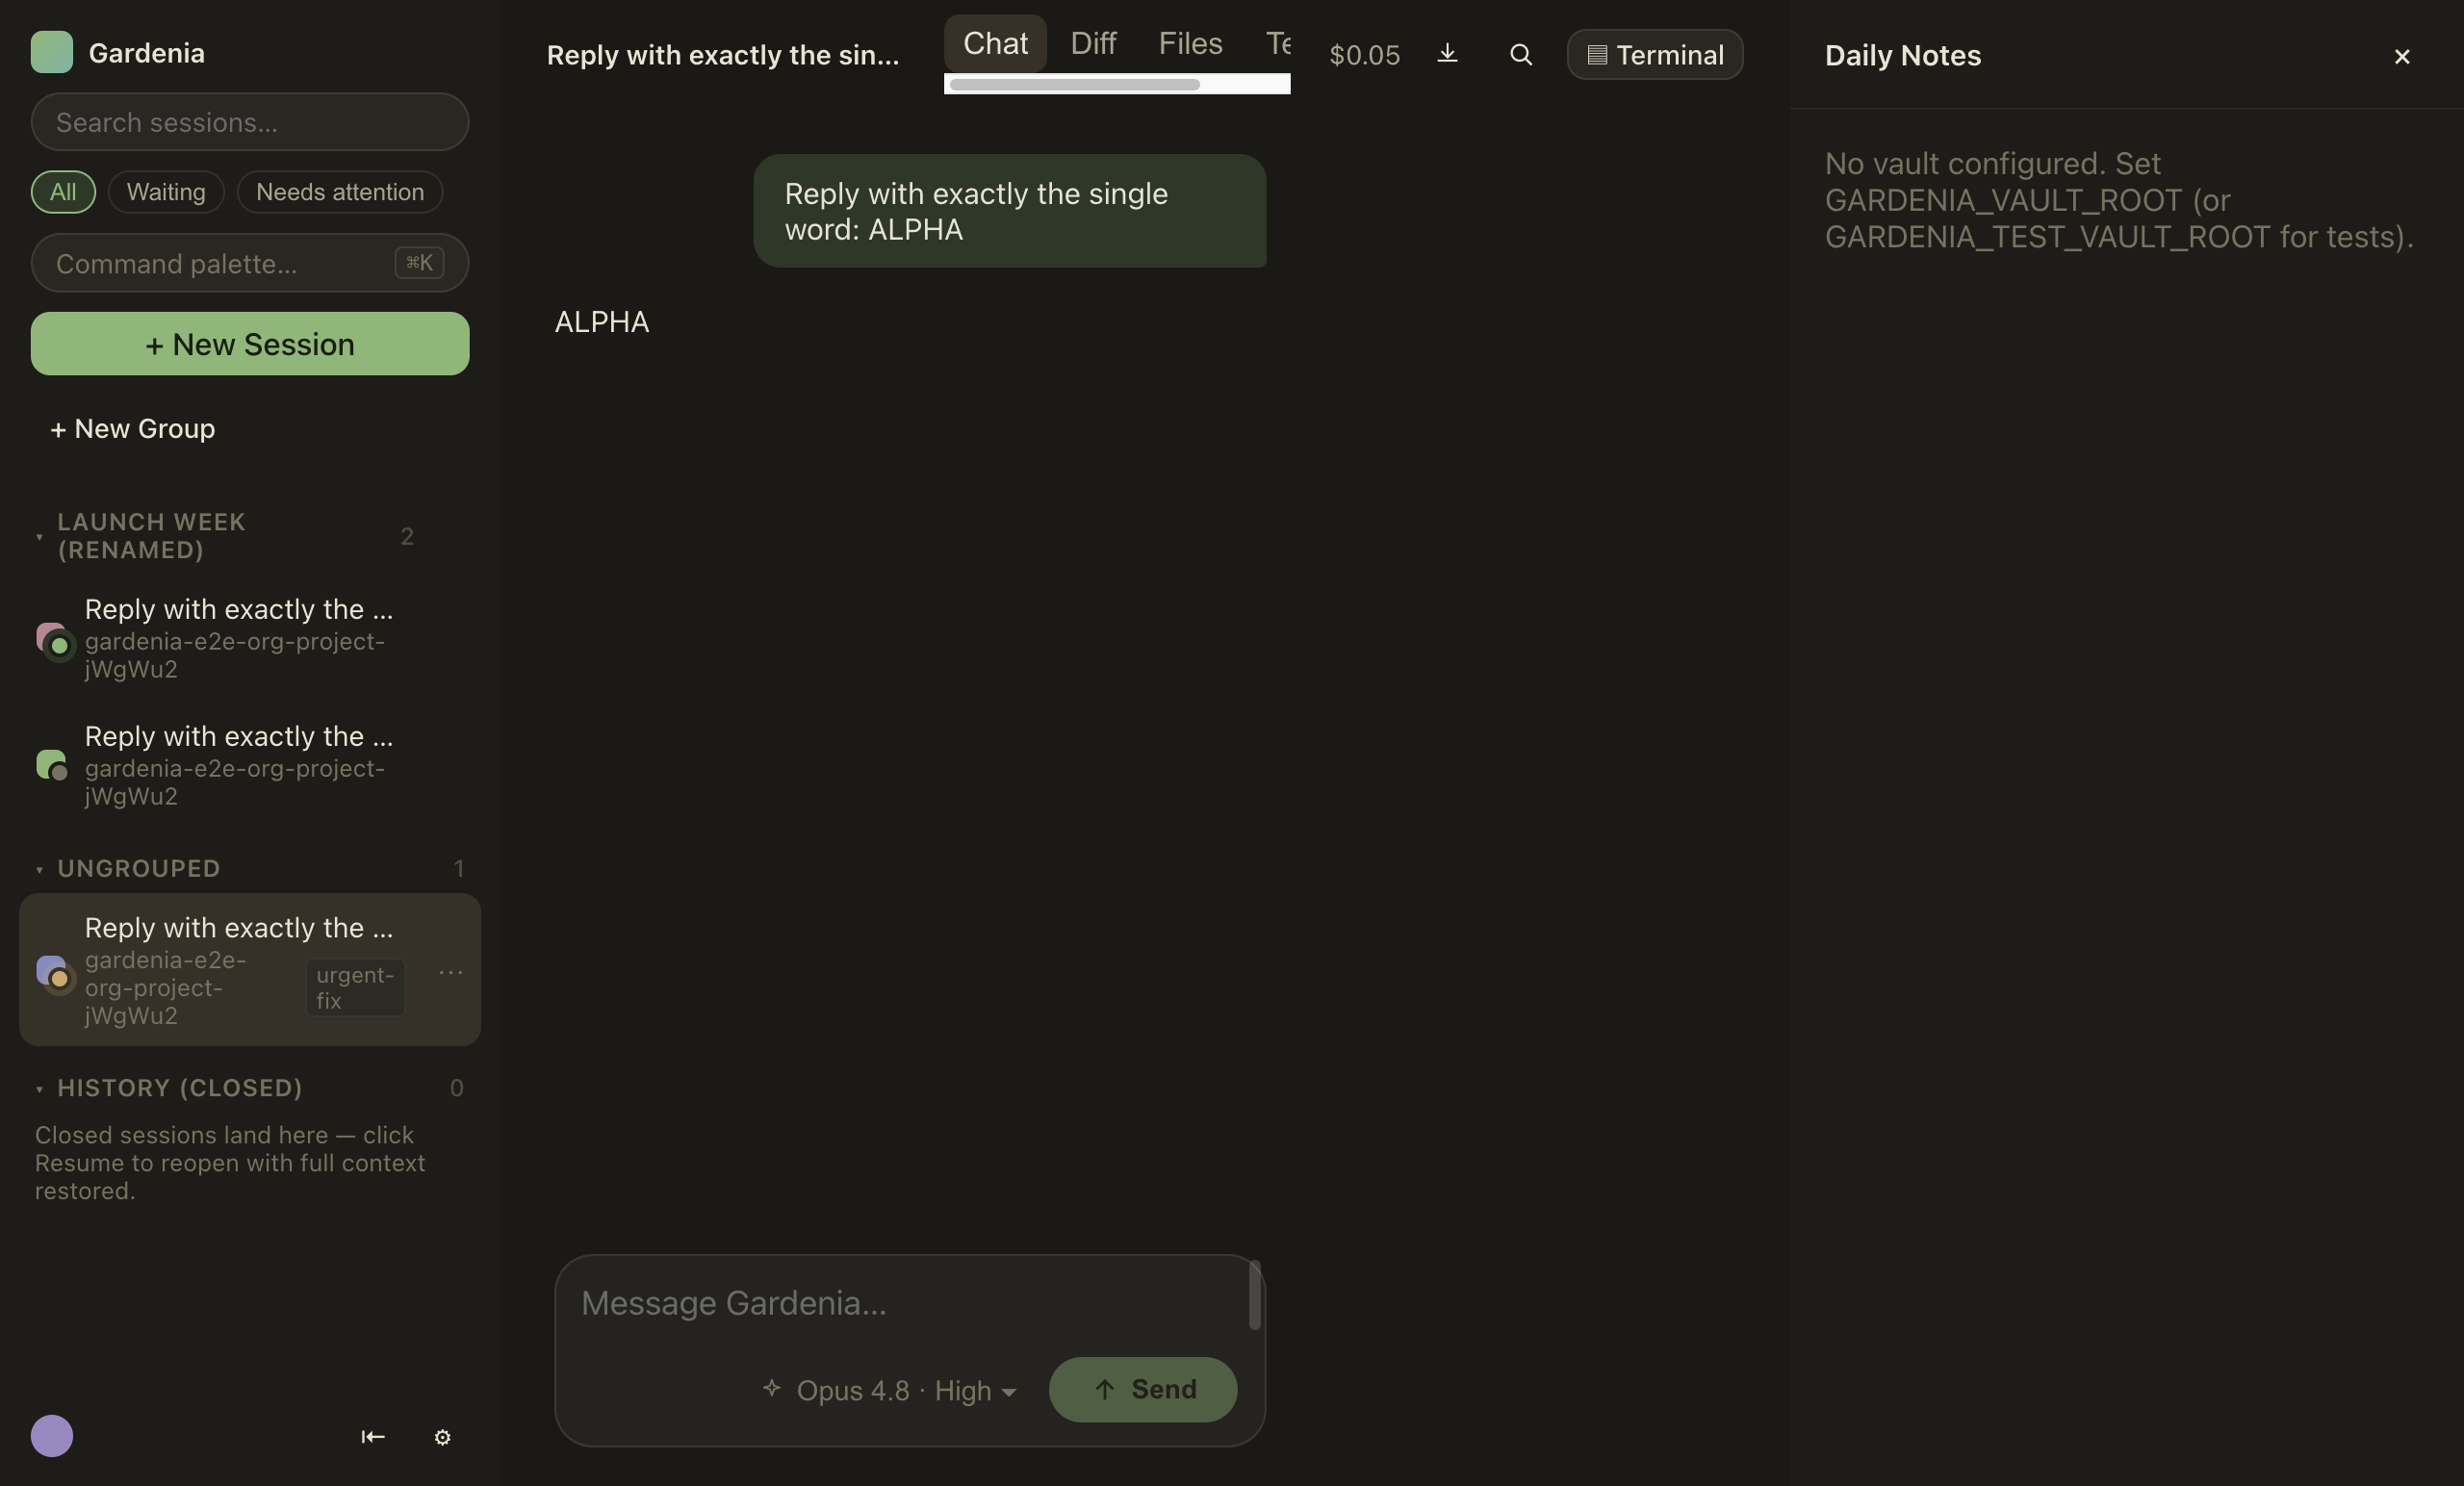 Gardenia
Search sessions...
All
Waiting
Needs attention
Command palette...
⌘K
+ New Session
+ New Group
LAUNCH WEEK
(RENAMED)
2
Reply with exactly the ...
gardenia-e2e-org-project-
jWgWu2
Reply with exactly the ...
gardenia-e2e-org-project-
jWgWu2
UNGROUPED
1
Reply with exactly the ...
gardenia-e2e-
org-project-
jWgWu2
urgent-
fix
HISTORY (CLOSED)
0
Closed sessions land here — click
Resume to reopen with full context
restored.
Reply with exactly the sin...
Chat
Diff
Files
Te
$0.05
Terminal
Reply with exactly the single
word: ALPHA
ALPHA
Message Gardenia...
Opus 4.8 · High
Send
Daily Notes
No vault configured. Set
GARDENIA_VAULT_ROOT (or
GARDENIA_TEST_VAULT_ROOT for tests).